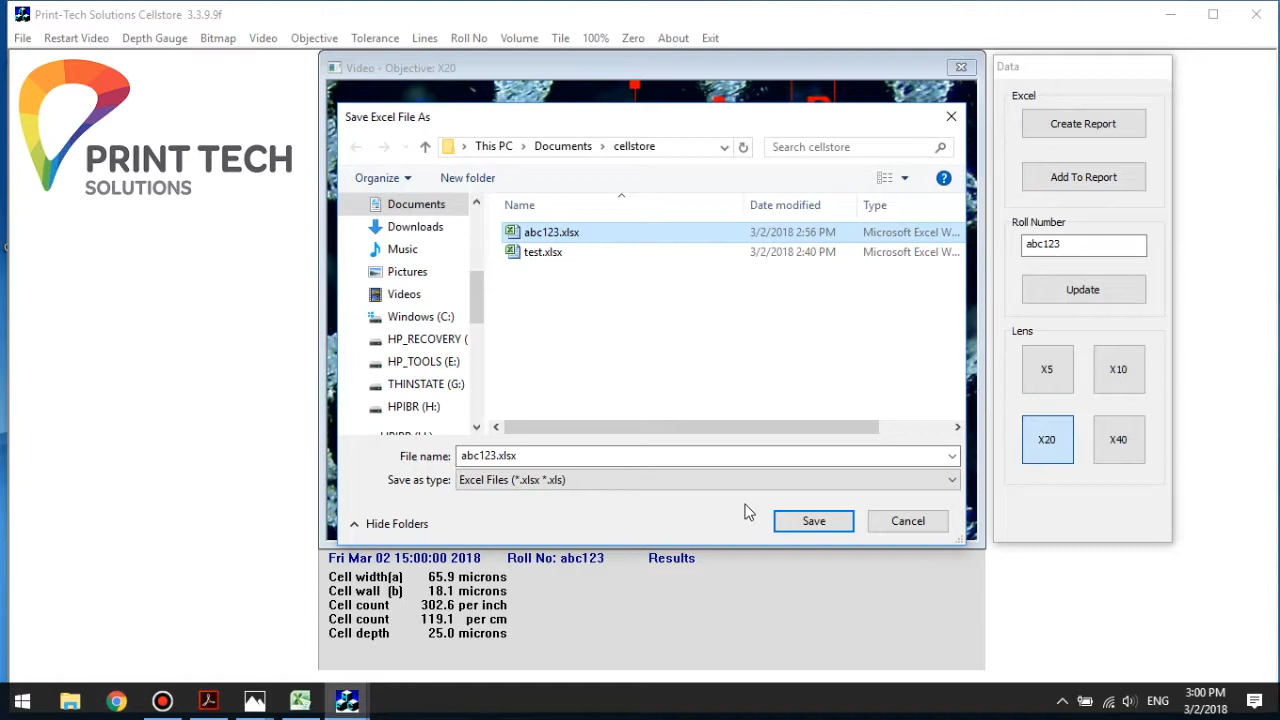 Print-Tech Solutions Cellstore 3.3.9.9f
File Restart Video Depth Gauge Bitmap Video Objective Tolerance Lines Roll No Volume Tile 100% Zero About Exit
PRINT TECH
SOLUTIONS
Video - Objective: X20
Save Excel File As
This PC > Documents > cellstore
Search cellstore
Organize New folder
Name Date modified Type
Documents
Downloads
Music
Pictures
Videos
Windows (C:)
HP_RECOVERY (
HP_TOOLS (E:)
THINSTATE (G:)
HPIBR (H:)
abc123.xlsx 3/2/2018 2:56 PM Microsoft Excel W...
test.xlsx 3/2/2018 2:40 PM Microsoft Excel W...
File name: abc123.xlsx
Save as type: Excel Files (*.xlsx *.xls)
Hide Folders
Save Cancel
Data
Excel
Create Report
Add To Report
Roll Number
abc123
Update
Lens
X5 X10
X20 X40
Fri Mar 02 15:00:00 2018 Roll No: abc123 Results
Cell width(a) 65.9 microns
Cell wall (b) 18.1 microns
Cell count 302.6 per inch
Cell count 119.1 per cm
Cell depth 25.0 microns
ENG
3:00 PM
3/2/2018